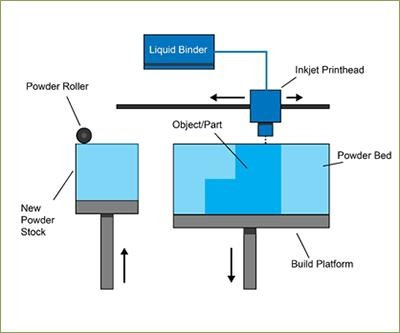 Liquid Binder
Inkjet Printhead
Powder Roller
Object/Part
Powder Bed
New
Powder
Stock
Build Platform